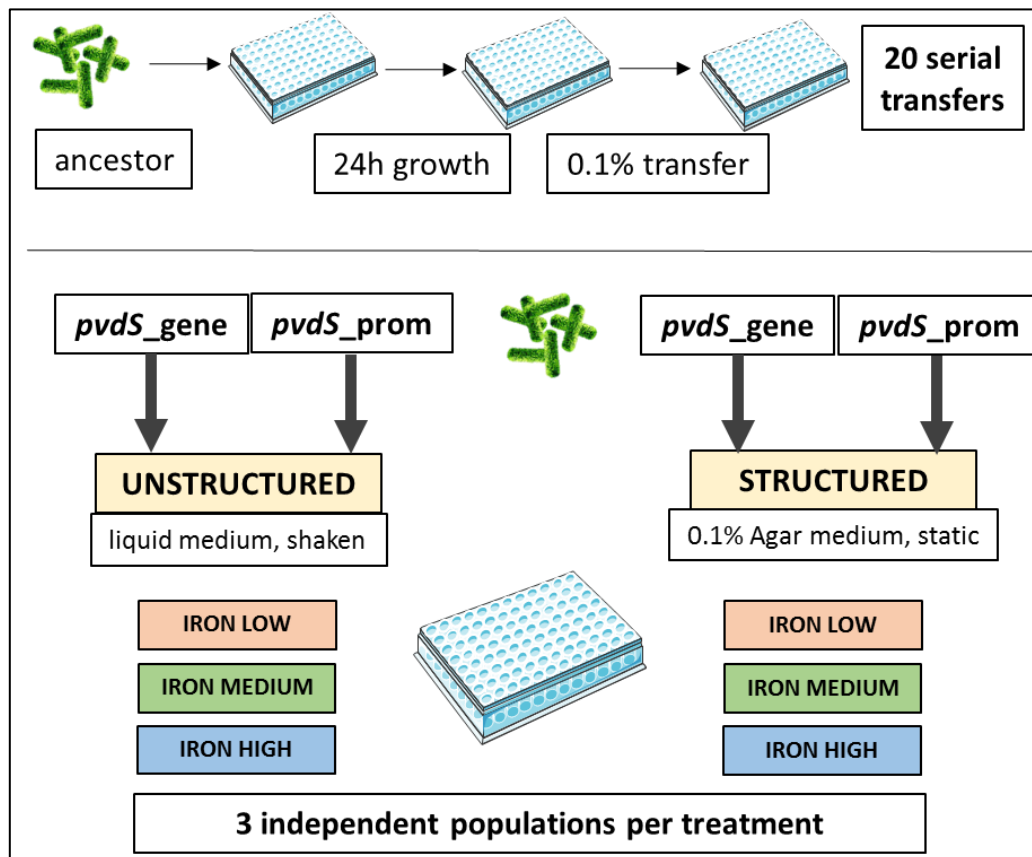 20 serial
transfers
ancestor
24h growth
0.1% transfer
pvdS_gene
pvdS_prom
pvdS_gene
pvdS_prom
UNSTRUCTURED
STRUCTURED
liquid medium, shaken
0.1% Agar medium, static
IRON LOW
IRON LOW
IRON MEDIUM
IRON MEDIUM
IRON HIGH
IRON HIGH
3 independent populations per treatment